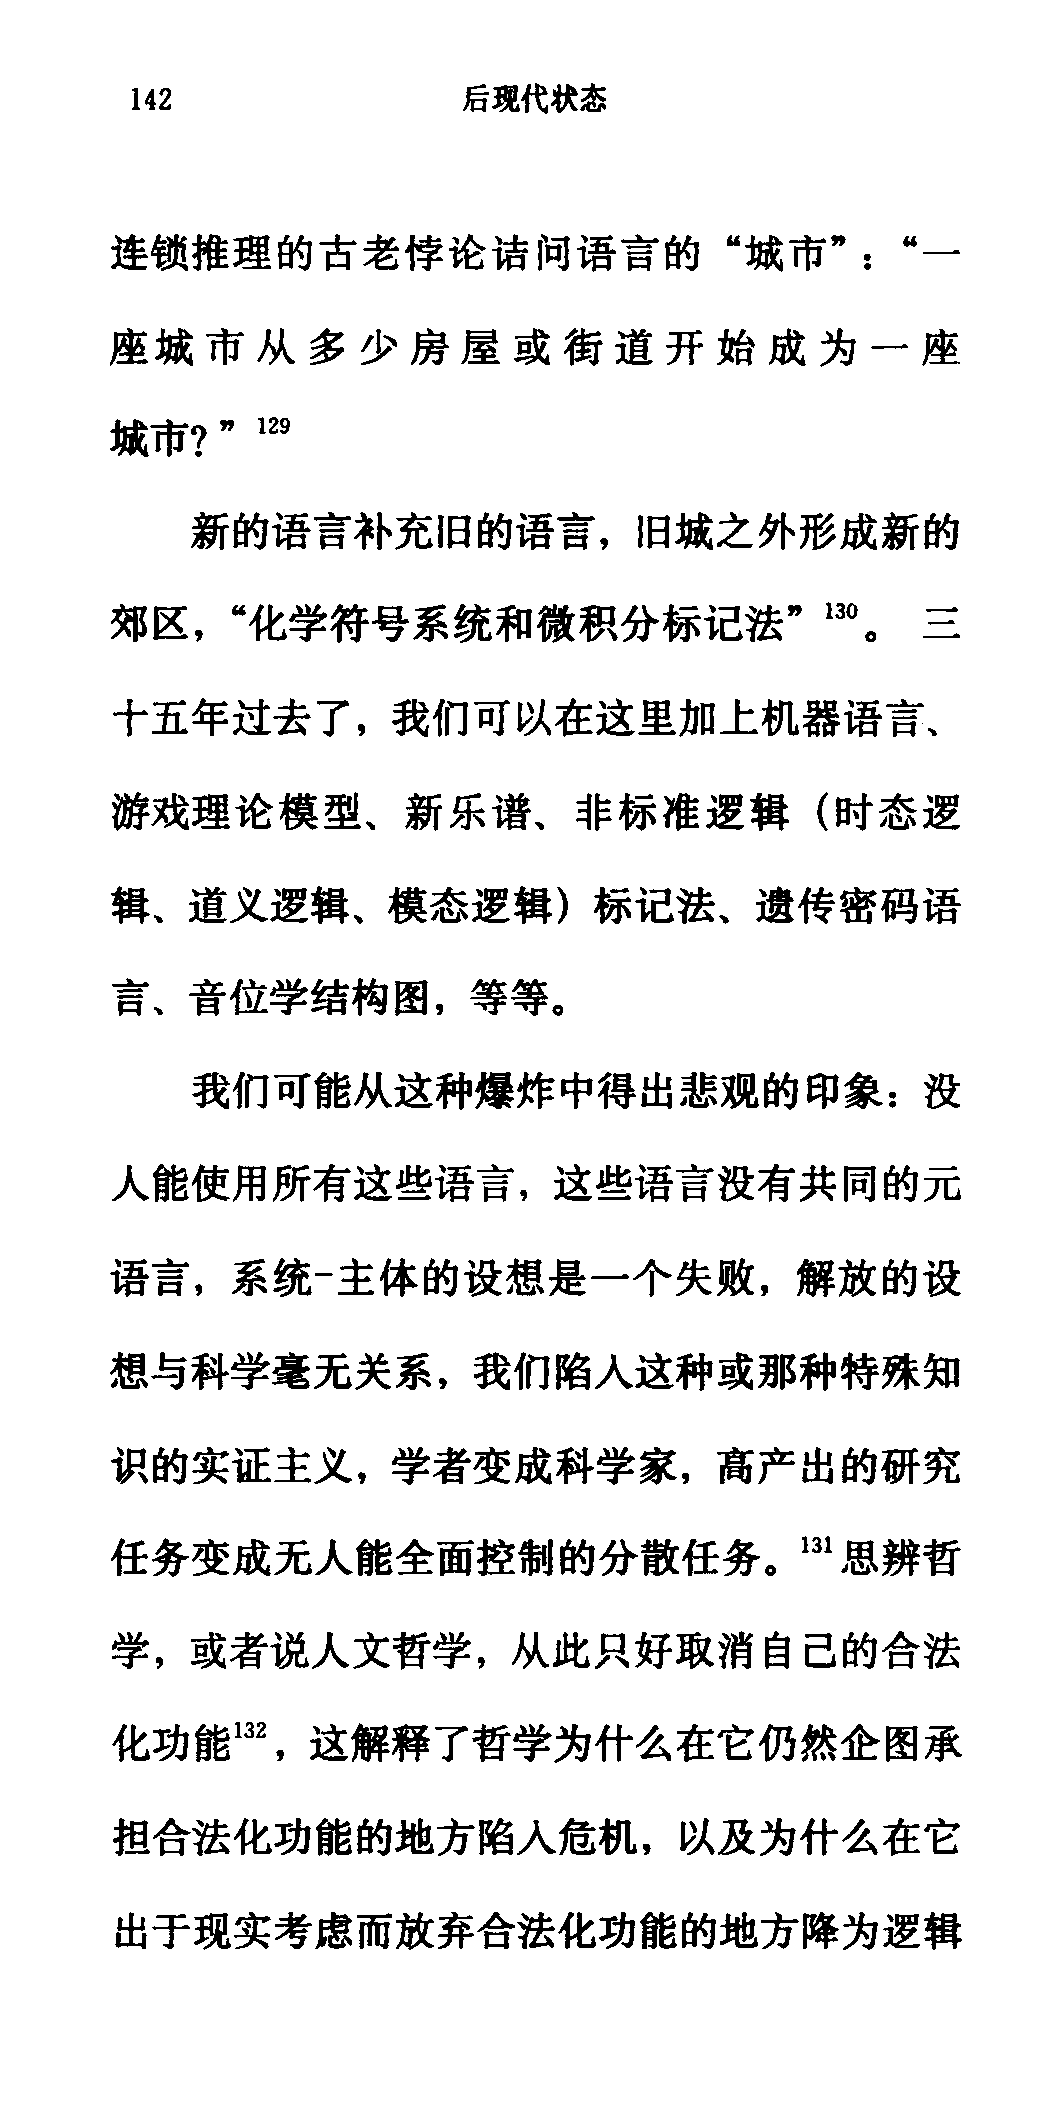 142 后现代状态
连锁推理的古老悖论诘问语言的“城市”：“一
座城市从多少房屋或街道开始成为一座
城市？”129
新的语言补充旧的语言，旧城之外形成新的
郊区，“化学符号系统和微积分标记法”130。 三
十五年过去了，我们可以在这里加上机器语言、
游戏理论模型、新乐谱、非标准逻辑（时态逻
辑、道义逻辑、模态逻辑）标记法、遗传密码语
言、音位学结构图，等等。
我们可能从这种爆炸中得出悲观的印象：没
人能使用所有这些语言，这些语言没有共同的元
语言，系统-主体的设想是一个失败，解放的设
想与科学毫无关系，我们陷入这种或那种特殊知
识的实证主义，学者变成科学家，高产出的研究
任务变成无人能全面控制的分散任务。131思辨哲
学，或者说人文哲学，从此只好取消自己的合法
化功能132，这解释了哲学为什么在它仍然企图承
担合法化功能的地方陷入危机，以及为什么在它
出于现实考虑而放弃合法化功能的地方降为逻辑